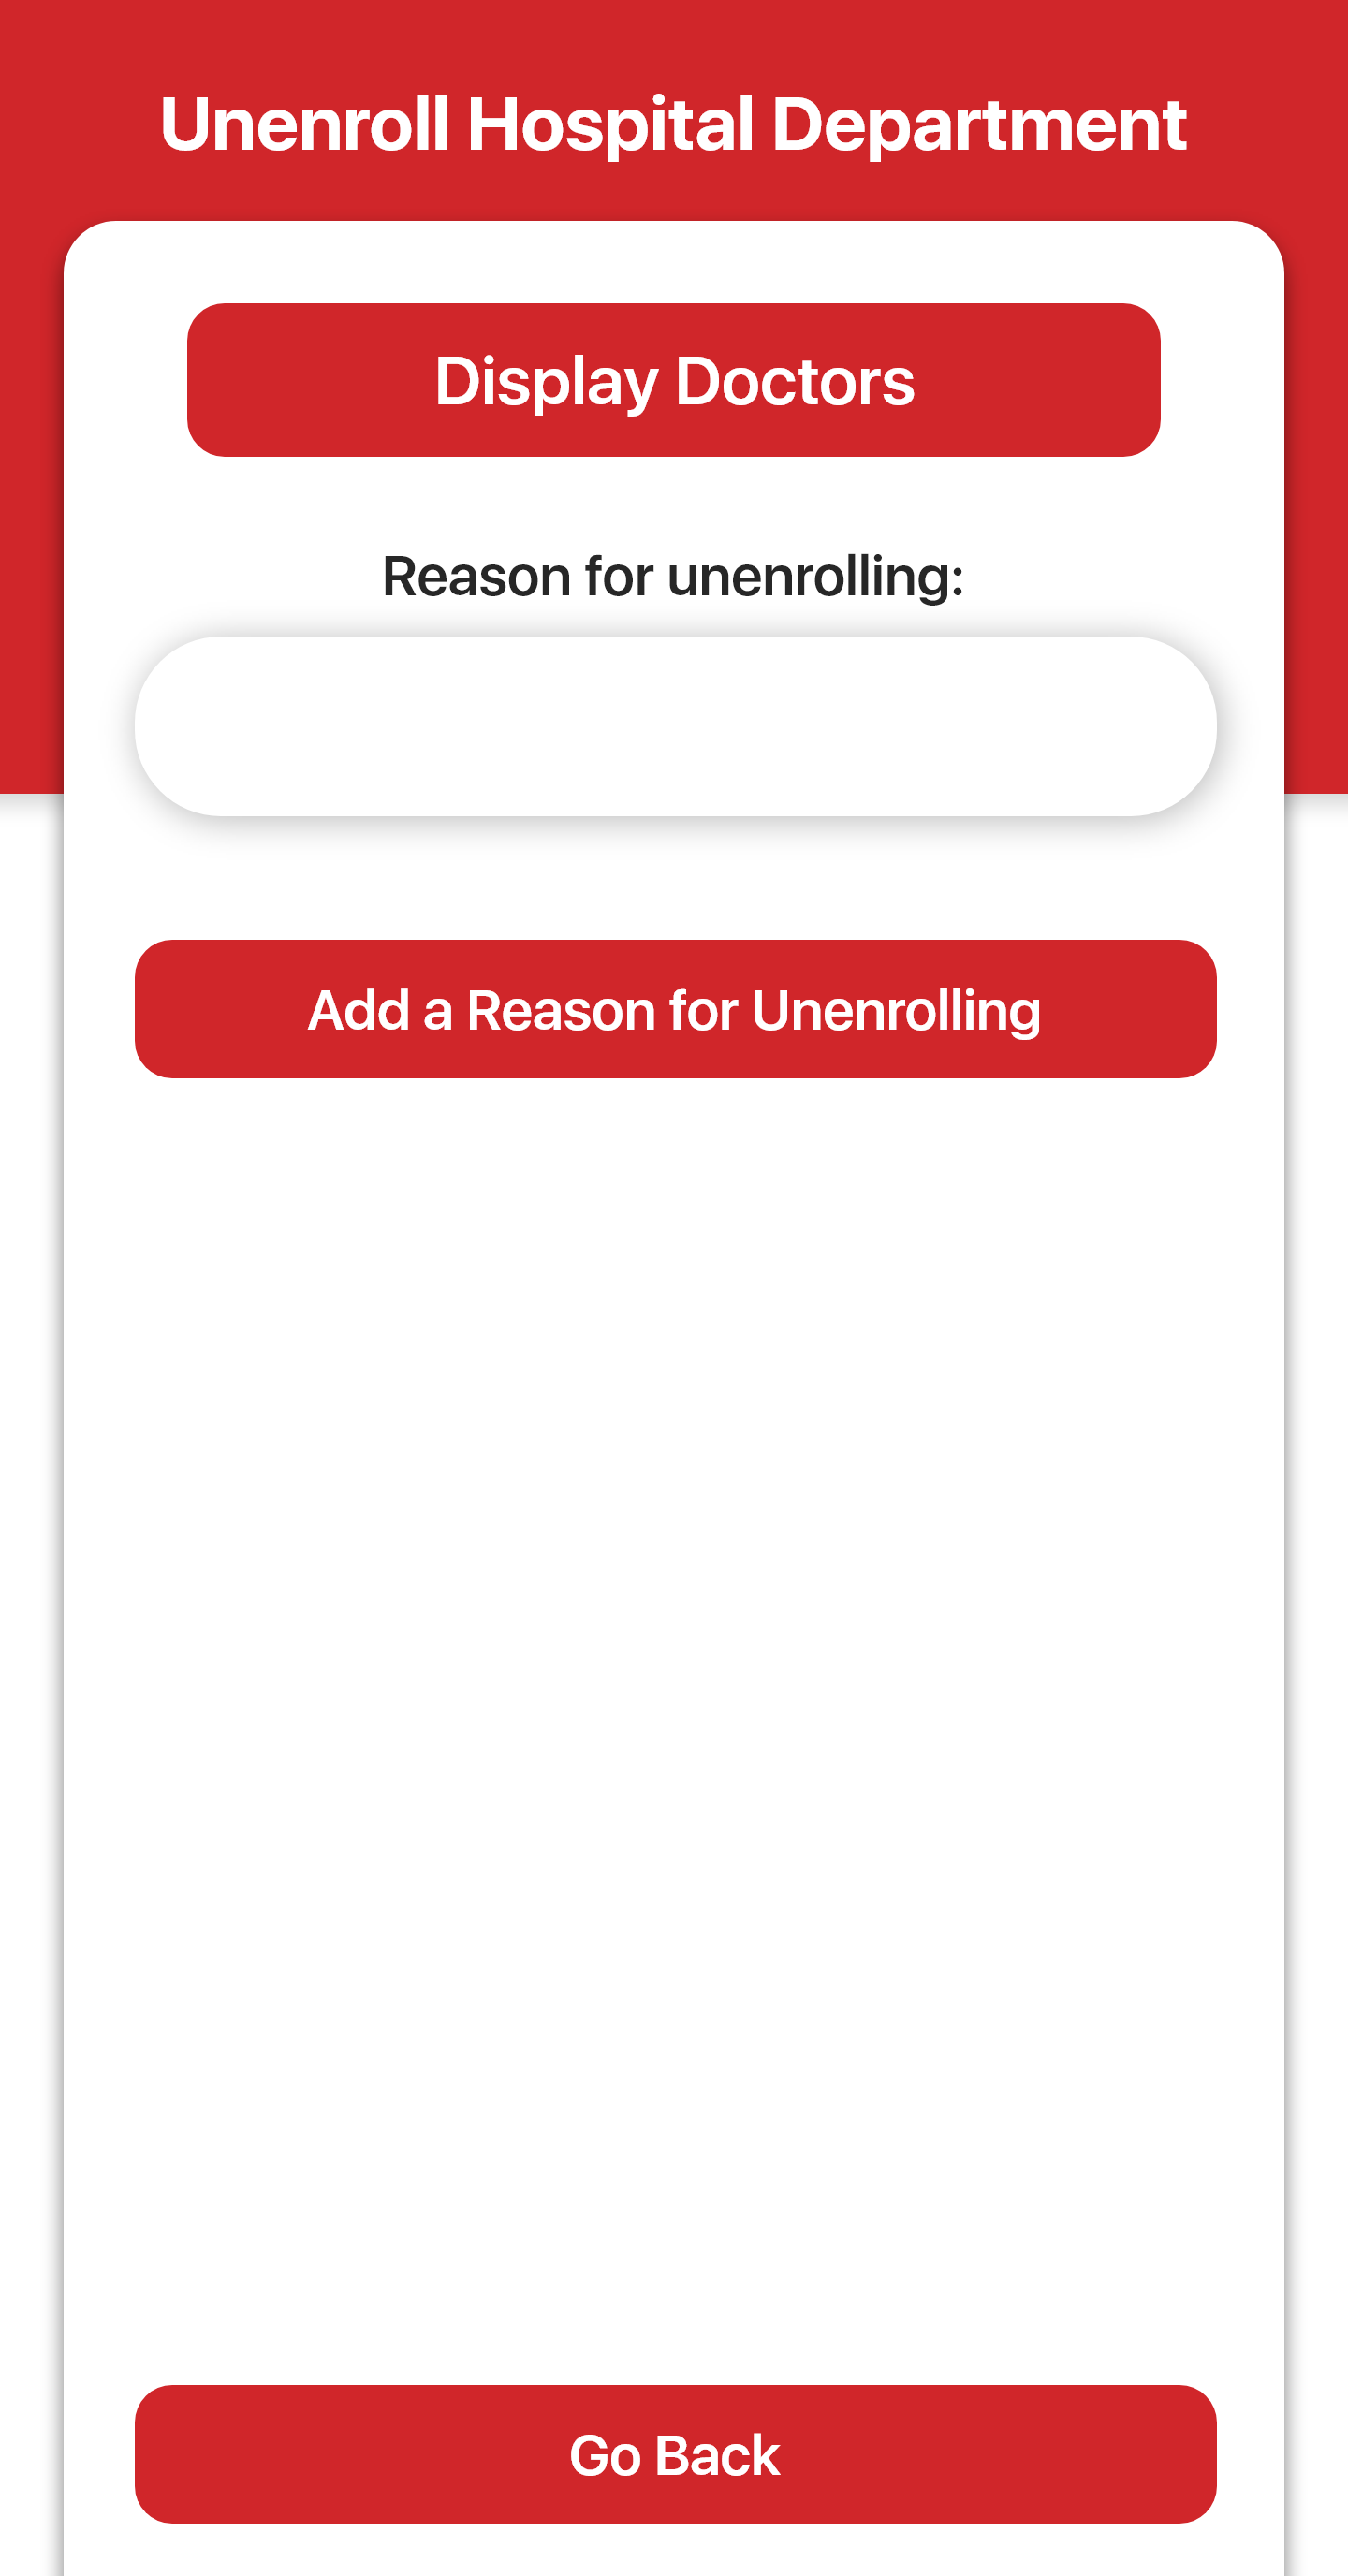 Unenroll Hospital Department
Display Doctors
Reason for unenrolling:
Add a Reason for Unenrolling
Go Back